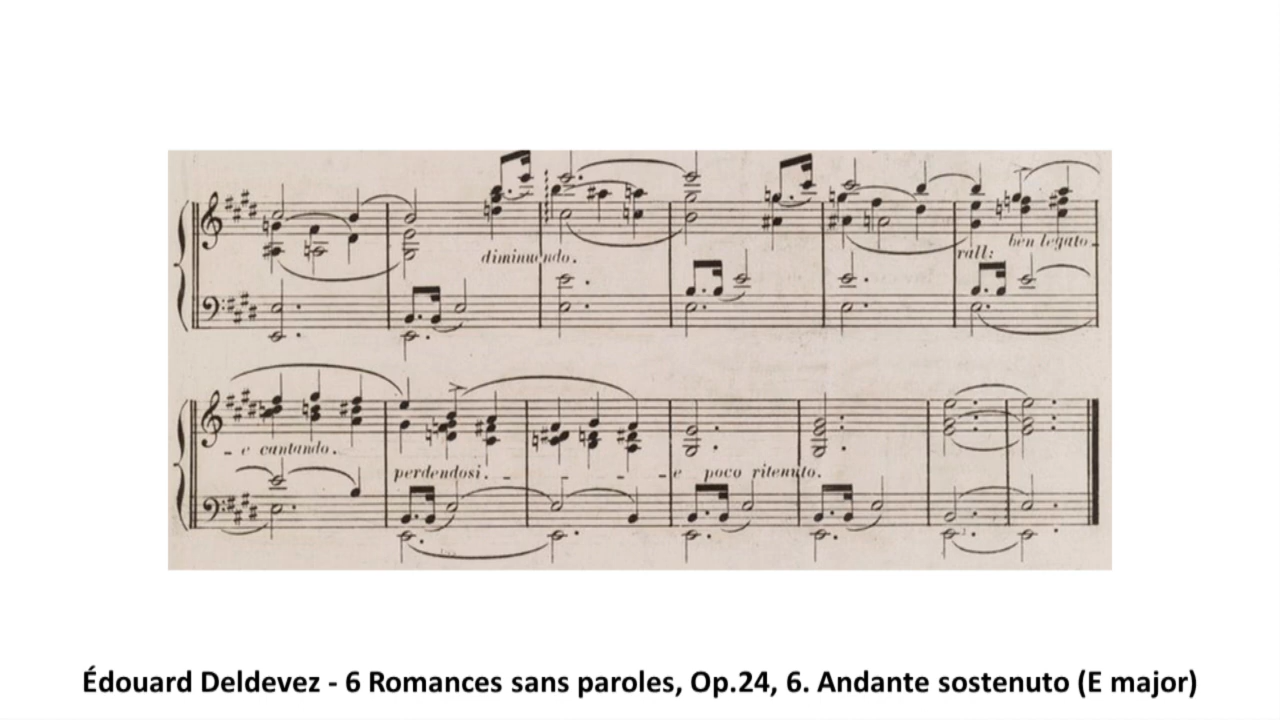 diminuendo.
rall:
ben legato
e cantando.
perdendosi.
e poco ritenuto.
Édouard Deldevez - 6 Romances sans paroles, Op.24, 6. Andante sostenuto (E major)